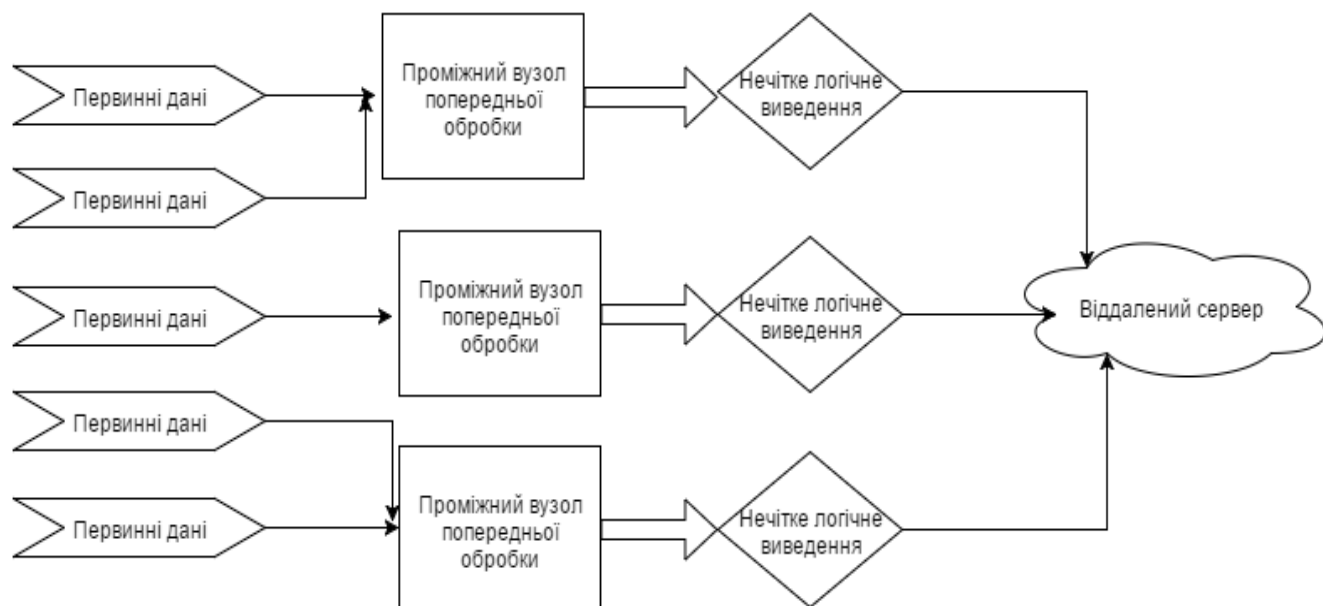 Первинні дані
Проміжний вузол
попередньої
обробки
Нечітке логічне
виведення
Первинні дані
Первинні дані
Проміжний вузол
попередньої
обробки
Нечітке логічне
виведення
Віддалений сервер
Первинні дані
Первинні дані
Проміжний вузол
попередньої
обробки
Нечітке логічне
виведення